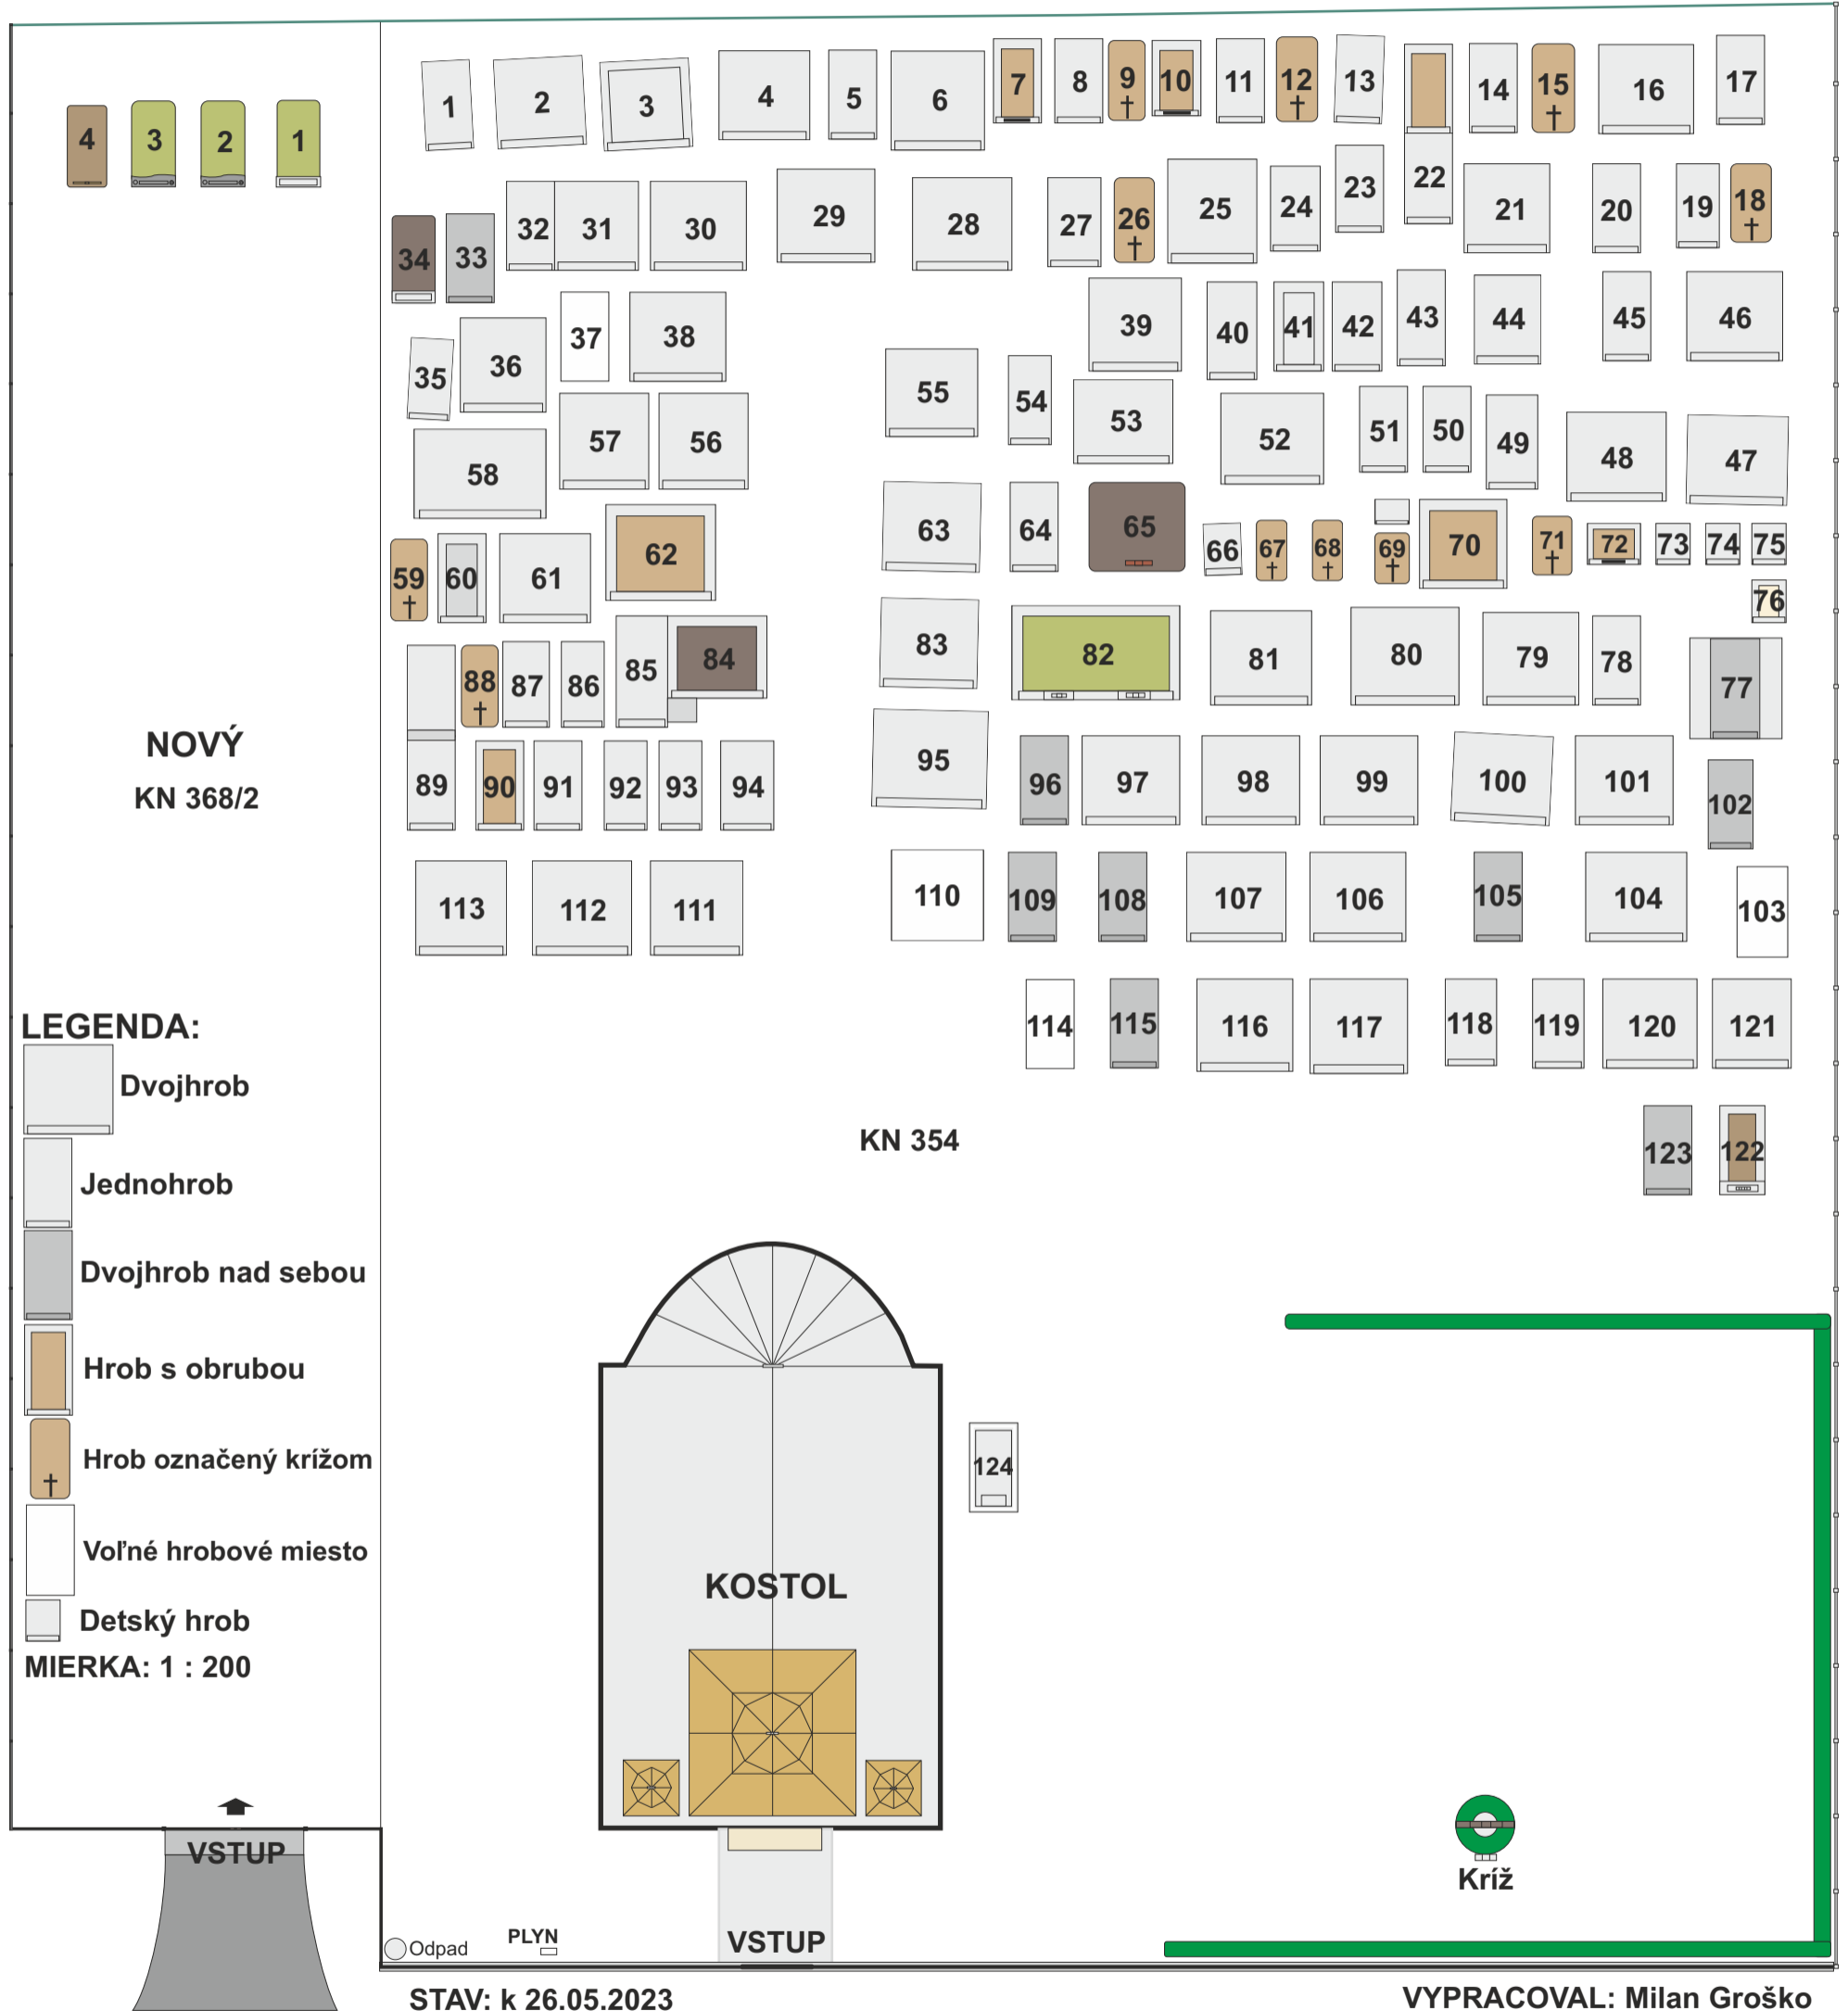 1 2 3 4 5 6 7 8 9 10 11 12 13 14 15 16 17
4 3 2 1
34 33 32 31 30 29 28 27 26 25 24 23 22 21 20 19 18
35 36 37 38 39 40 41 42 43 44 45 46
58 57 56 55 54 53 52 51 50 49 48 47
59 60 61 62 63 64 65 66 67 68 69 70 71 72 73 74 75
76
88 87 86 85 84 83 82 81 80 79 78 77
NOVÝ
KN 368/2
89 90 91 92 93 94 95 96 97 98 99 100 101 102
113 112 111 110 109 108 107 106 105 104 103
114 115 116 117 118 119 120 121
KN 354
123 122
LEGENDA:
Dvojhrob
Jednohrob
Dvojhrob nad sebou
Hrob s obrubou
Hrob označený krížom
Voľné hrobové miesto
Detský hrob
MIERKA: 1 : 200
124
KOSTOL
VSTUP
Kríž
Odpad
PLYN
VSTUP
STAV: k 26.05.2023
VYPRACOVAL: Milan Groško